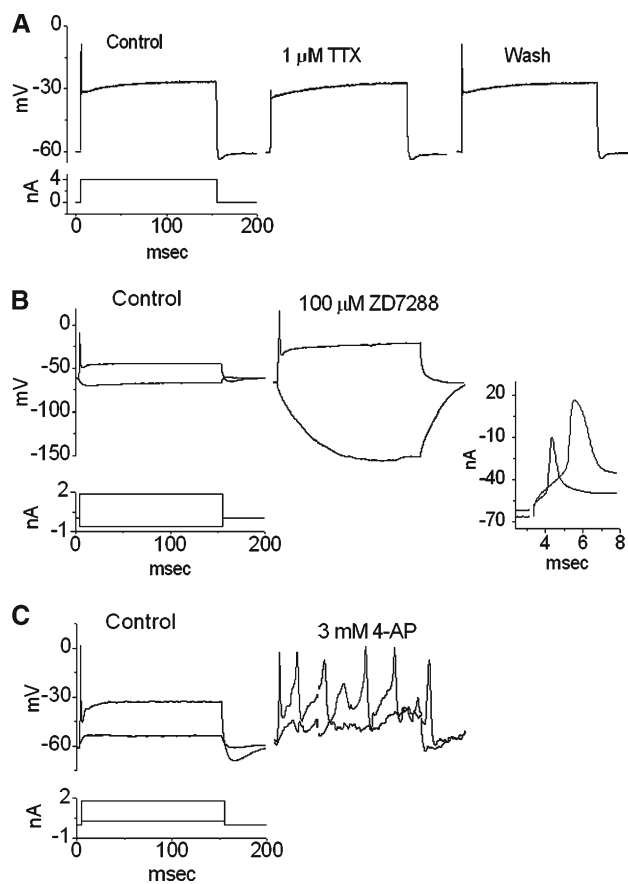 A
Control
1 µM TTX
Wash
0
-30
-60
mV
4
0
nA
0 100 200
msec
B
Control
100 µM ZD7288
0
-50
-100
-150
mV
2
-1
nA
0 100 200
msec
20
-10
-40
-70
nA
4 6 8
msec
C
Control
3 mM 4-AP
0
-30
-60
mV
2
-1
nA
0 100 200
msec